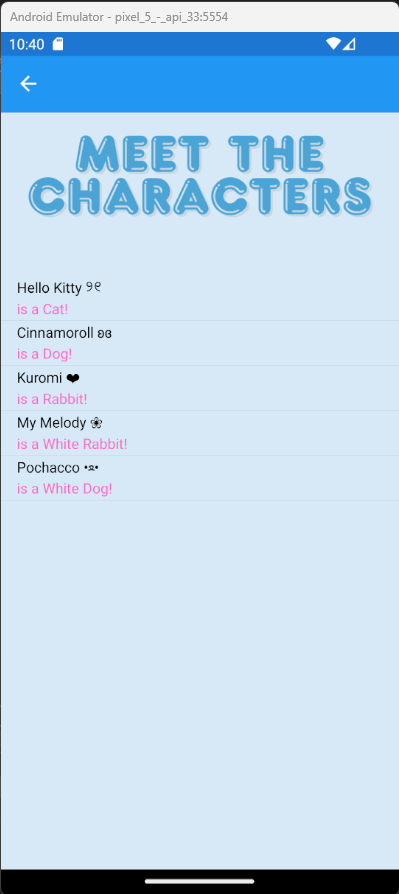 Android Emulator - pixel_5_-_api_33:5554
10:40
MEET THE
CHARACTERS
Hello Kitty ୨୧
is a Cat!
Cinnamoroll ʚɞ
is a Dog!
Kuromi ❤
is a Rabbit!
My Melody ❀
is a White Rabbit!
Pochacco •ﻌ•
is a White Dog!